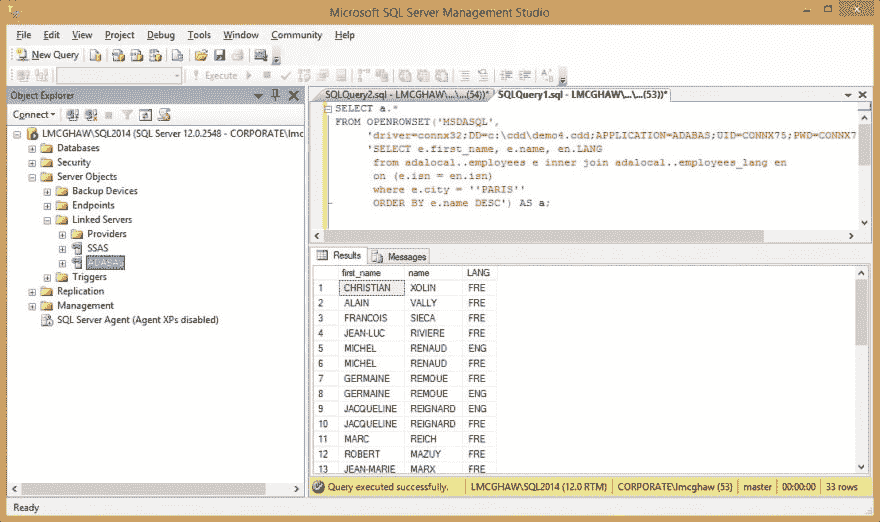 Microsoft SQL Server Management Studio
File Edit View Project Debug Tools Window Community Help
New Query
Execute
Object Explorer
Connect
LMCGHAW\SQL2014 (SQL Server 12.0.2548 - CORPORATE\lmc
Databases
Security
Server Objects
Backup Devices
Endpoints
Linked Servers
Providers
SSAS
ADABAS
Triggers
Replication
Management
SQL Server Agent (Agent XPs disabled)
SQLQuery2.sql - LMCGHAW\...\...(54))* SQLQuery1.sql - LMCGHAW\...\...(53))*
SELECT a.*
FROM OPENROWSET('MSDASQL',
'driver=connx32;DD=c:\cdd\demo4.cdd;APPLICATION=ADABAS;UID=CONNX75;PWD=CONNX7
'SELECT e.first_name, e.name, en.LANG
from adalocal..employees e inner join adalocal..employees_lang en
on (e.isn = en.isn)
where e.city = ''PARIS''
ORDER BY e.name DESC') AS a;
Results Messages
first_name name LANG
1 CHRISTIAN XOLIN FRE
2 ALAIN VALLY FRE
3 FRANCOIS SIECA FRE
4 JEAN-LUC RIVIERE FRE
5 MICHEL RENAUD ENG
6 MICHEL RENAUD FRE
7 GERMAINE REMOUE FRE
8 GERMAINE REMOUE ENG
9 JACQUELINE REIGNARD ENG
10 JACQUELINE REIGNARD FRE
11 MARC REICH FRE
12 ROBERT MAZUY FRE
13 JEAN-MARIE MARX FRE
Query executed successfully. LMCGHAW\SQL2014 (12.0 RTM) CORPORATE\lmcghaw (53) master 00:00:00 33 rows
Ready